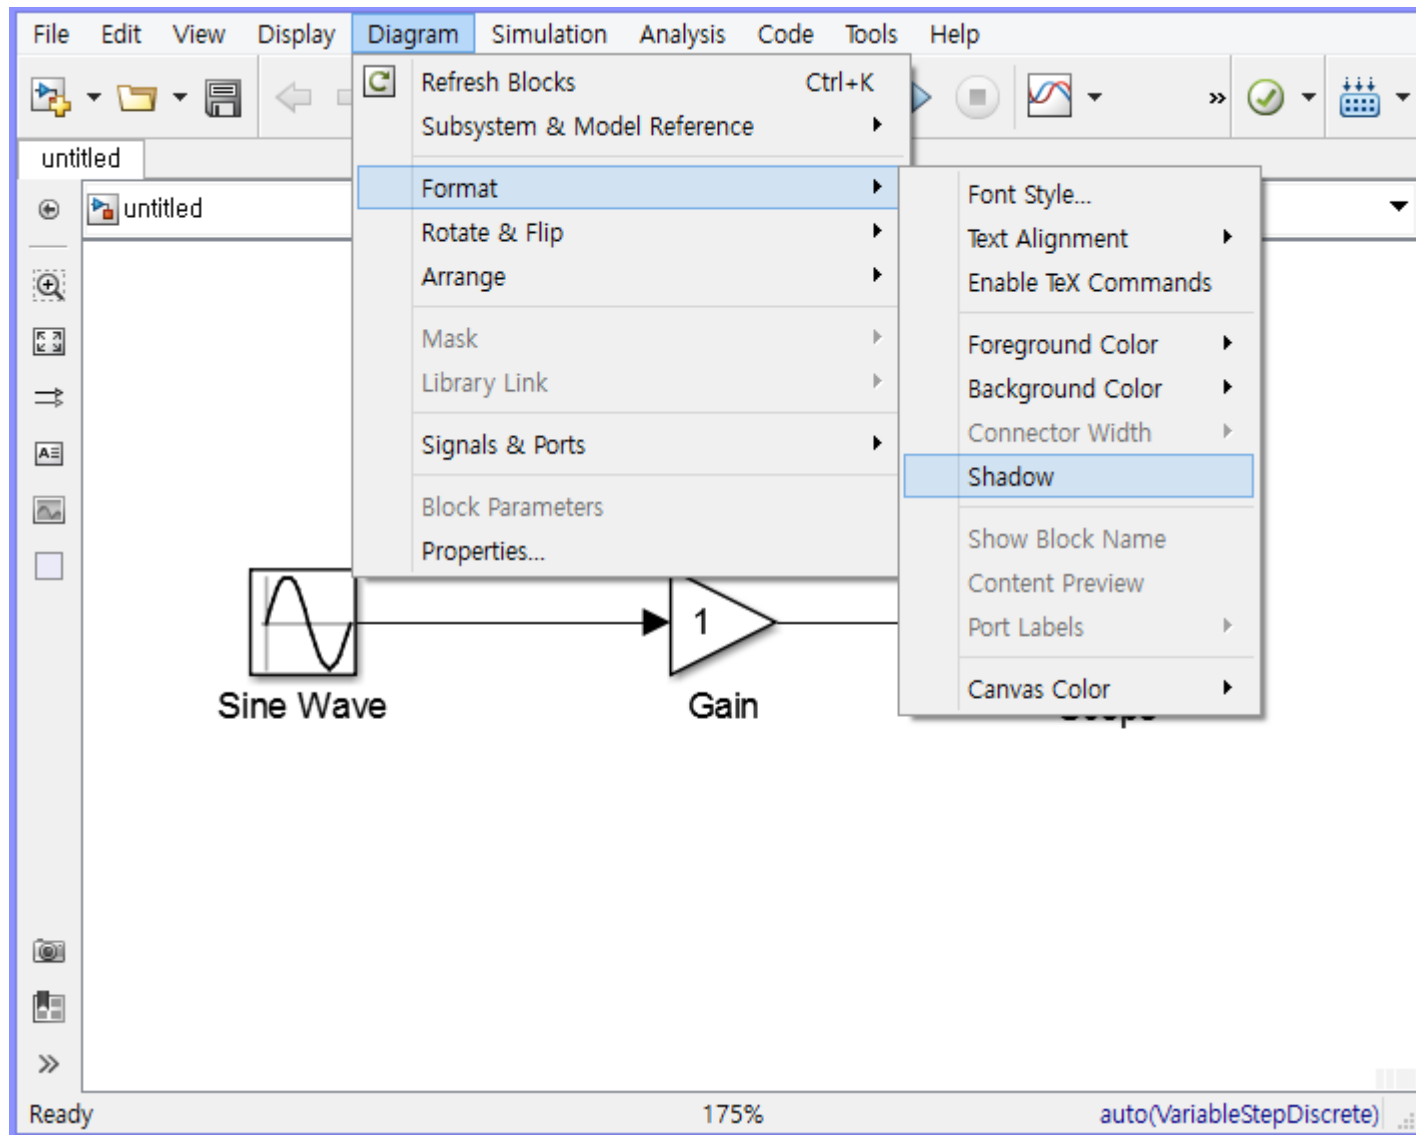 File Edit View Display Diagram Simulation Analysis Code Tools Help
Refresh Blocks Ctrl+K
Subsystem & Model Reference
untitled
untitled
Format
Rotate & Flip
Arrange
Mask
Library Link
Signals & Ports
Block Parameters
Properties...
Font Style...
Text Alignment
Enable TeX Commands
Foreground Color
Background Color
Connector Width
Shadow
Show Block Name
Content Preview
Port Labels
Canvas Color
1
Sine Wave Gain
Ready 175% auto(VariableStepDiscrete)